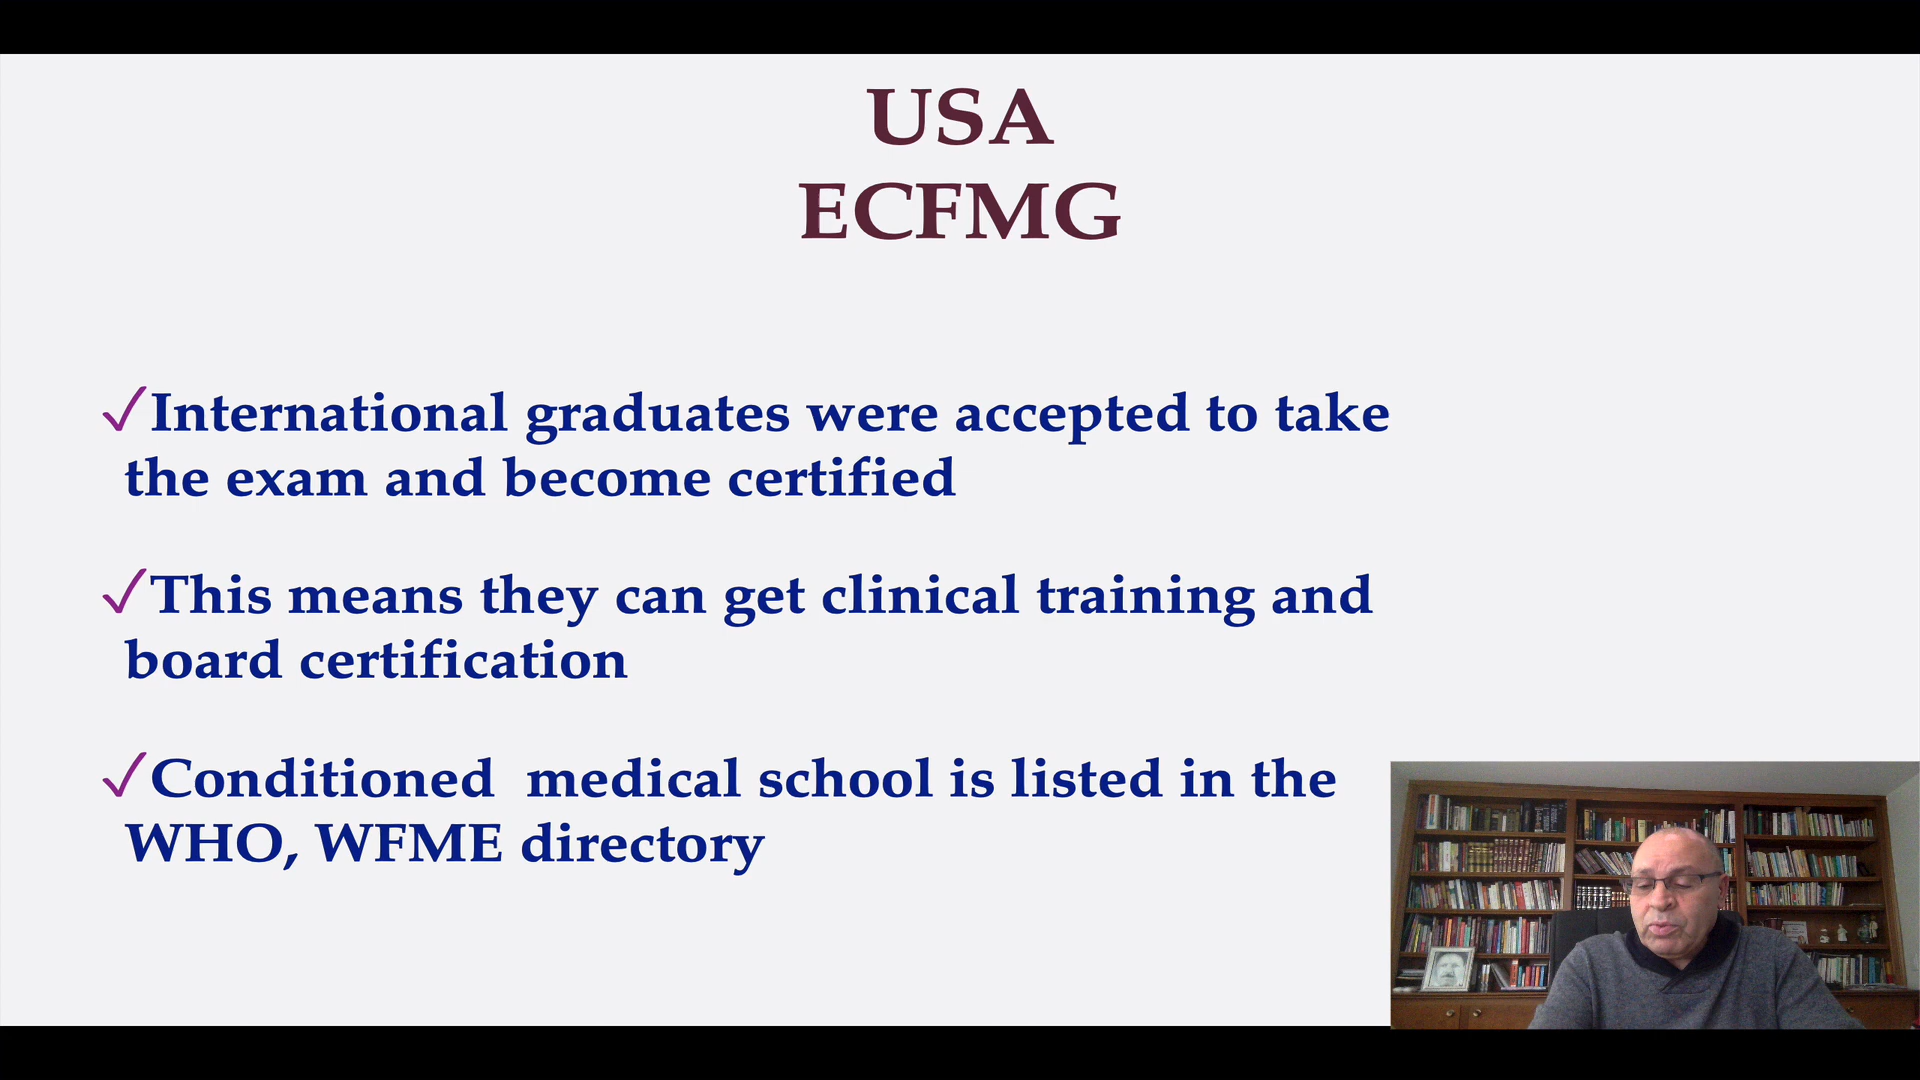 USA
ECFMG
✓International graduates were accepted to take
the exam and become certified
✓This means they can get clinical training and
board certification
✓Conditioned  medical school is listed in the
WHO, WFME directory